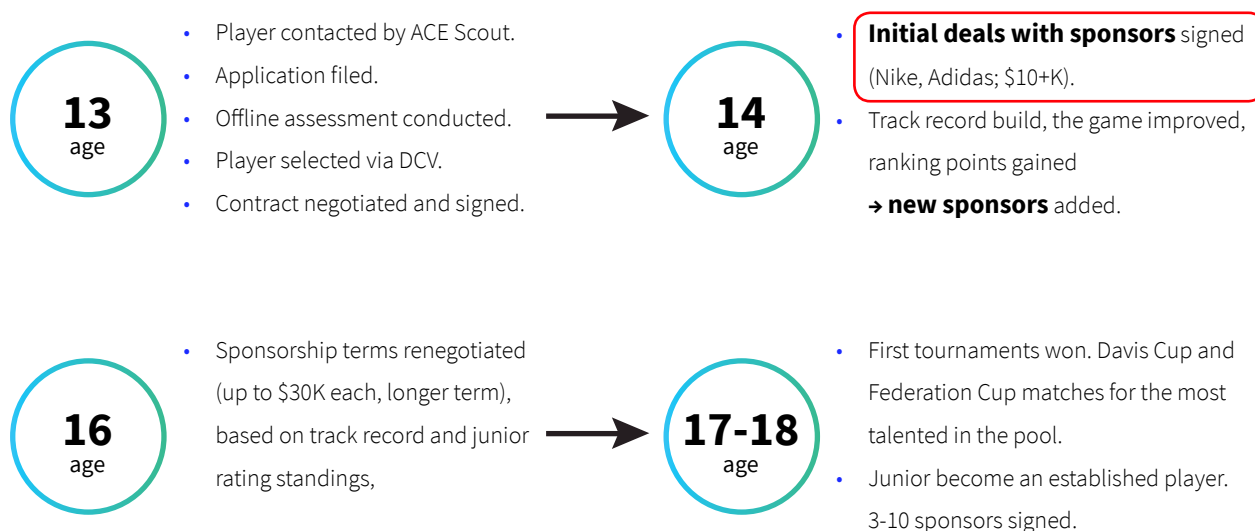 13
age
• Player contacted by ACE Scout.
• Application filed.
• Offline assessment conducted.
• Player selected via DCV.
• Contract negotiated and signed.
14
age
• Initial deals with sponsors signed
(Nike, Adidas; $10+K).
• Track record build, the game improved,
ranking points gained
→ new sponsors added.
16
age
• Sponsorship terms renegotiated
(up to $30K each, longer term),
based on track record and junior
rating standings,
17-18
age
• First tournaments won. Davis Cup and
Federation Cup matches for the most
talented in the pool.
• Junior become an established player.
3-10 sponsors signed.